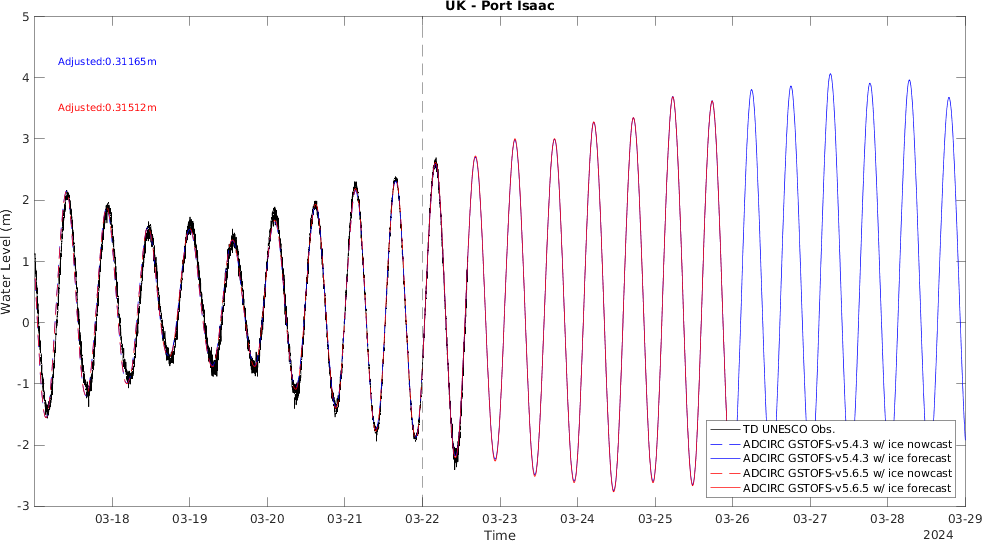 UK - Port Isaac
Adjusted:0.31165m
Adjusted:0.31512m
Water Level (m)
5
4
3
2
1
0
-1
-2
-3
TD UNESCO Obs.
ADCIRC GSTOFS-v5.4.3 w/ ice nowcast
ADCIRC GSTOFS-v5.4.3 w/ ice forecast
ADCIRC GSTOFS-v5.6.5 w/ ice nowcast
ADCIRC GSTOFS-v5.6.5 w/ ice forecast
03-18 03-19 03-20 03-21 03-22 03-23 03-24 03-25 03-26 03-27 03-28 03-29
Time
2024